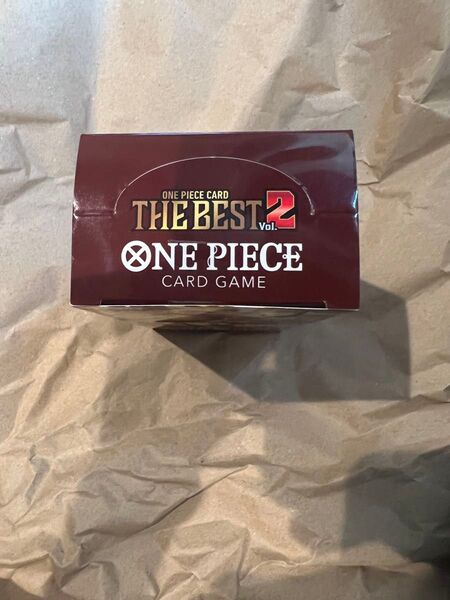 ONE PIECE CARD
THE BEST Vol.2
ONE PIECE
CARD GAME